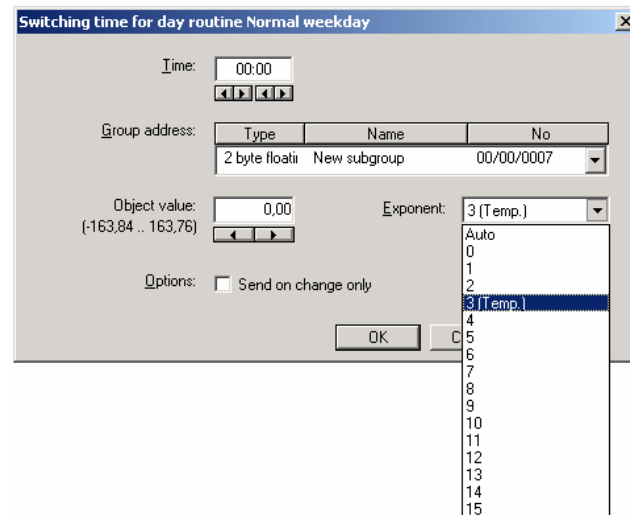 Switching time for day routine Normal weekday
Time: 00:00
Group address: Type Name No
2 byte floatii New subgroup 00/00/0007
Object value: 0,00 Exponent: 3 (Temp.)
(-163,84 .. 163,76)
Auto
0
1
2
3 (Temp.)
Options: Send on change only
4
OK C 5
6
7
8
9
10
11
12
13
14
15